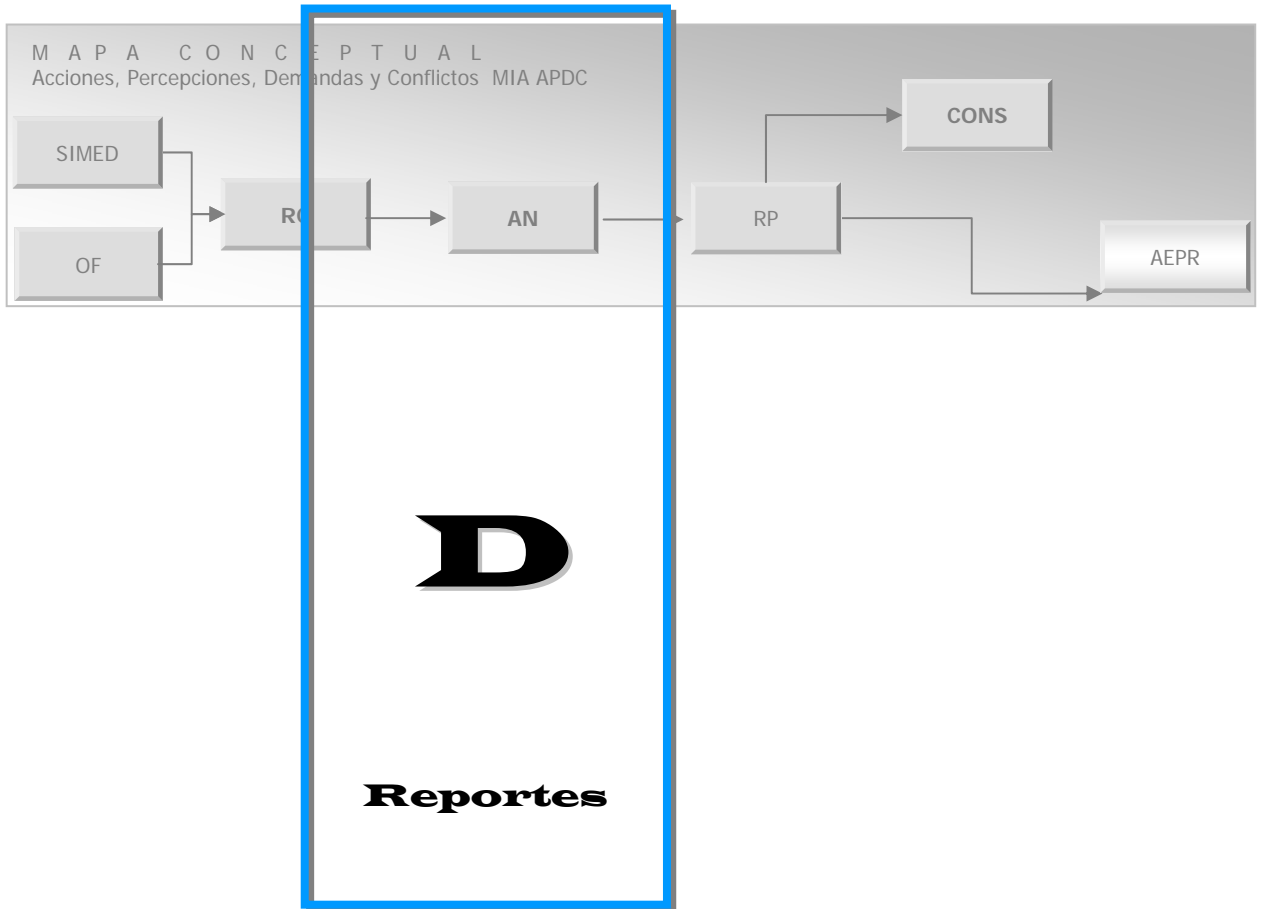 M A P A C O N C E P T U A L
Acciones, Percepciones, Demandas y Conflictos MIA APDC
CONS
SIMED
AN
RP
AEPR
OF
D
Reportes